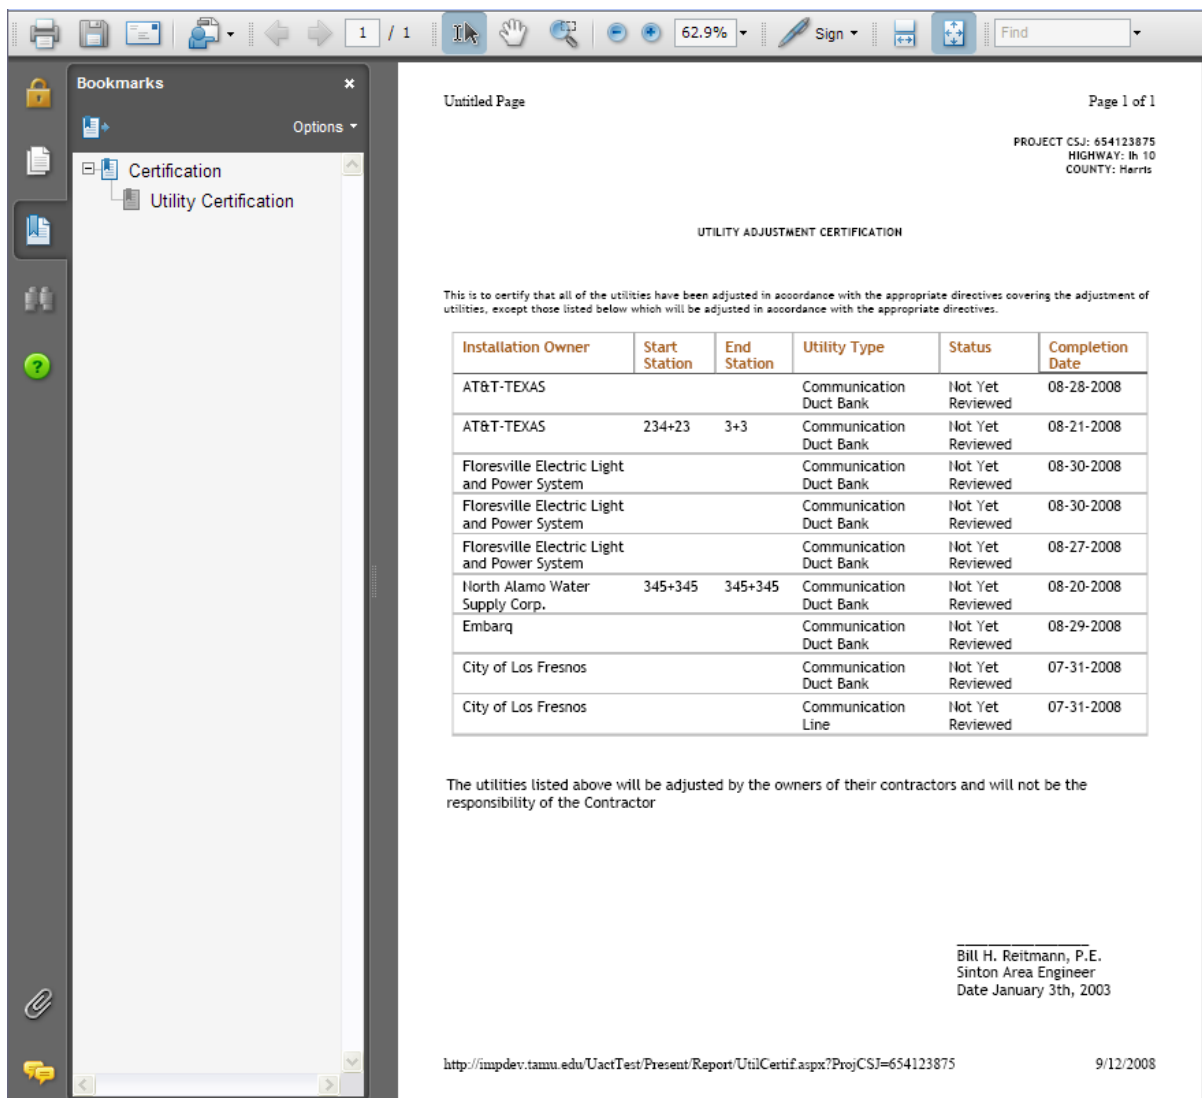 1 / 1
62.9%
Sign
Find
Bookmarks
Options
Certification
Utility Certification
Untitled Page
Page 1 of 1
PROJECT CSJ: 654123875
HIGHWAY: Ih 10
COUNTY: Harris
UTILITY ADJUSTMENT CERTIFICATION
This is to certify that all of the utilities have been adjusted in accordance with the appropriate directives covering the adjustment of
utilities, except those listed below which will be adjusted in accordance with the appropriate directives.
Installation Owner Start Station End Station Utility Type Status Completion Date
AT&T-TEXAS Communication Duct Bank Not Yet Reviewed 08-28-2008
AT&T-TEXAS 234+23 3+3 Communication Duct Bank Not Yet Reviewed 08-21-2008
Floresville Electric Light and Power System Communication Duct Bank Not Yet Reviewed 08-30-2008
Floresville Electric Light and Power System Communication Duct Bank Not Yet Reviewed 08-30-2008
Floresville Electric Light and Power System Communication Duct Bank Not Yet Reviewed 08-27-2008
North Alamo Water Supply Corp. 345+345 345+345 Communication Duct Bank Not Yet Reviewed 08-20-2008
Embarq Communication Duct Bank Not Yet Reviewed 08-29-2008
City of Los Fresnos Communication Duct Bank Not Yet Reviewed 07-31-2008
City of Los Fresnos Communication Line Not Yet Reviewed 07-31-2008
The utilities listed above will be adjusted by the owners of their contractors and will not be the
responsibility of the Contractor
Bill H. Reitmann, P.E.
Sinton Area Engineer
Date January 3th, 2003
http://impdev.tamu.edu/UactTest/Present/Report/UtilCertif.aspx?ProjCSJ=654123875
9/12/2008